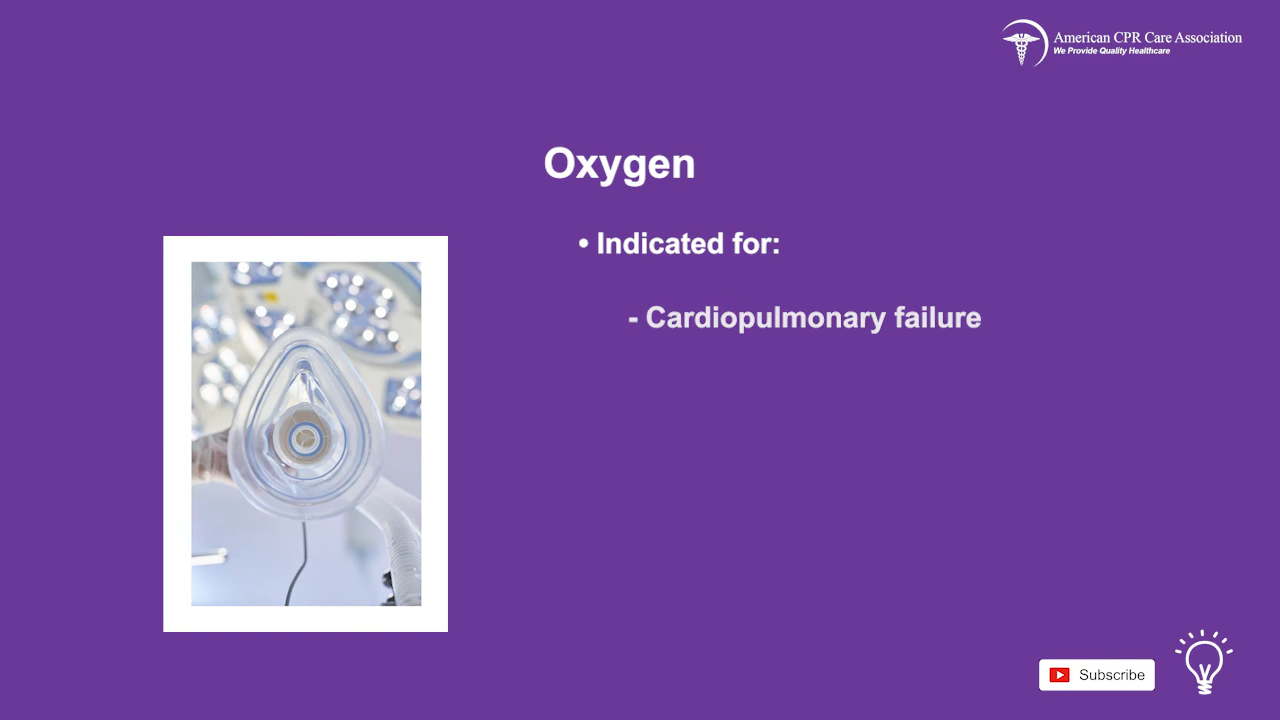 American CPR Care Association
We Provide Quality Healthcare
Oxygen
• Indicated for:
- Cardiopulmonary failure
Subscribe